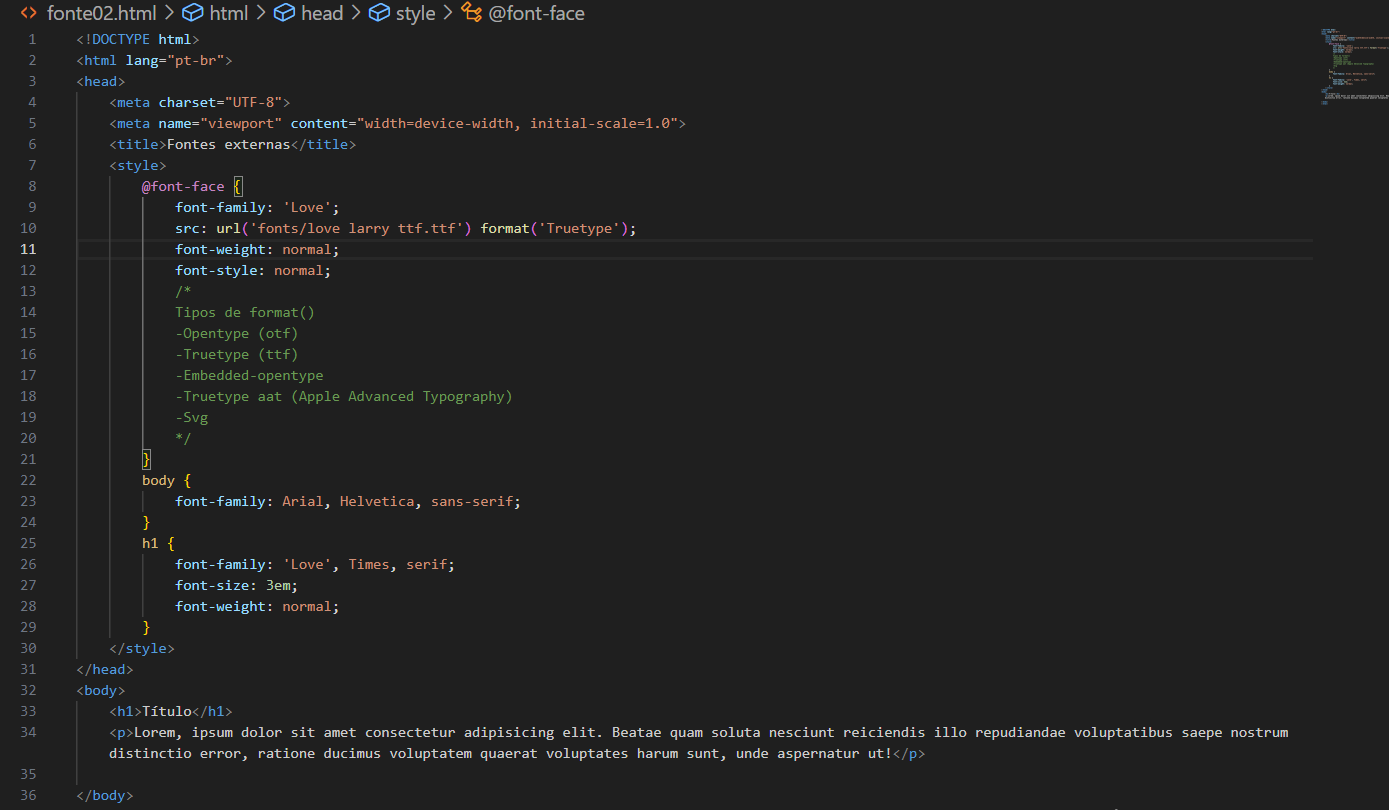 fonte02.html > html > head > style > @font-face
1 <!DOCTYPE html>
2 <html lang="pt-br">
3 <head>
4 <meta charset="UTF-8">
5 <meta name="viewport" content="width=device-width, initial-scale=1.0">
6 <title>Fontes externas</title>
7 <style>
8 @font-face {
9 font-family: 'Love';
10 src: url('fonts/love larry ttf.ttf') format('Truetype');
11 font-weight: normal;
12 font-style: normal;
13 /*
14 Tipos de format()
15 -Opentype (otf)
16 -Truetype (ttf)
17 -Embedded-opentype
18 -Truetype aat (Apple Advanced Typography)
19 -Svg
20 */
21 }
22 body {
23 font-family: Arial, Helvetica, sans-serif;
24 }
25 h1 {
26 font-family: 'Love', Times, serif;
27 font-size: 3em;
28 font-weight: normal;
29 }
30 </style>
31 </head>
32 <body>
33 <h1>Título</h1>
34 <p>Lorem, ipsum dolor sit amet consectetur adipisicing elit. Beatae quam soluta nesciunt reiciendis illo repudiandae voluptatibus saepe nostrum
distinctio error, ratione ducimus voluptatem quaerat voluptates harum sunt, unde aspernatur ut!</p>
35
36 </body>